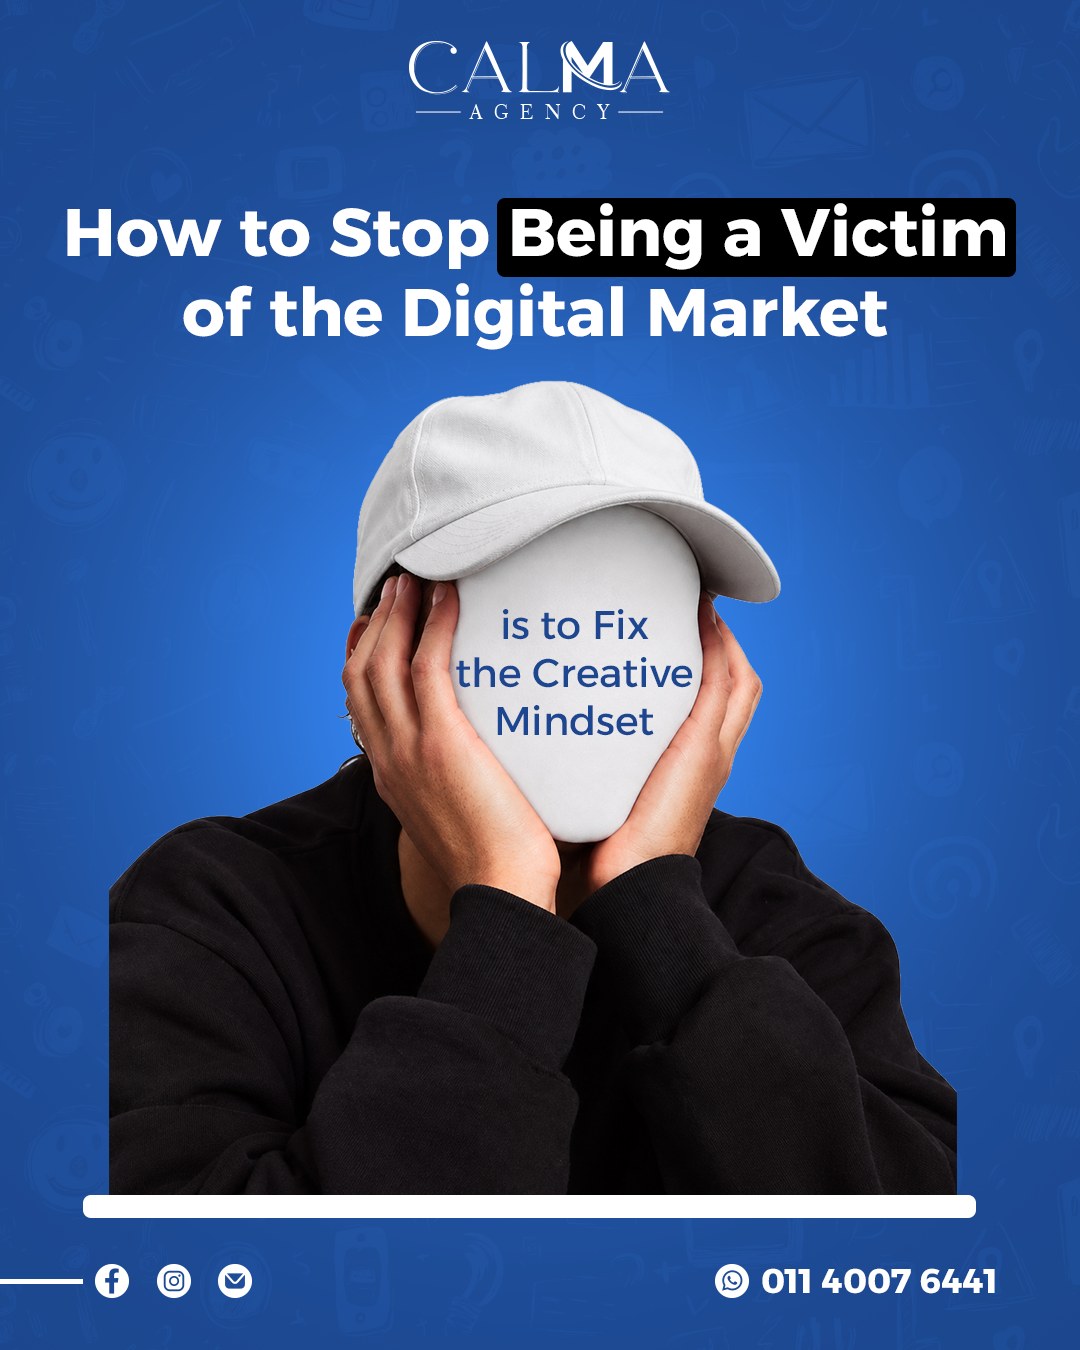 CALMA
AGENCY
How to Stop Being a Victim
of the Digital Market
is to Fix
the Creative
Mindset
011 4007 6441